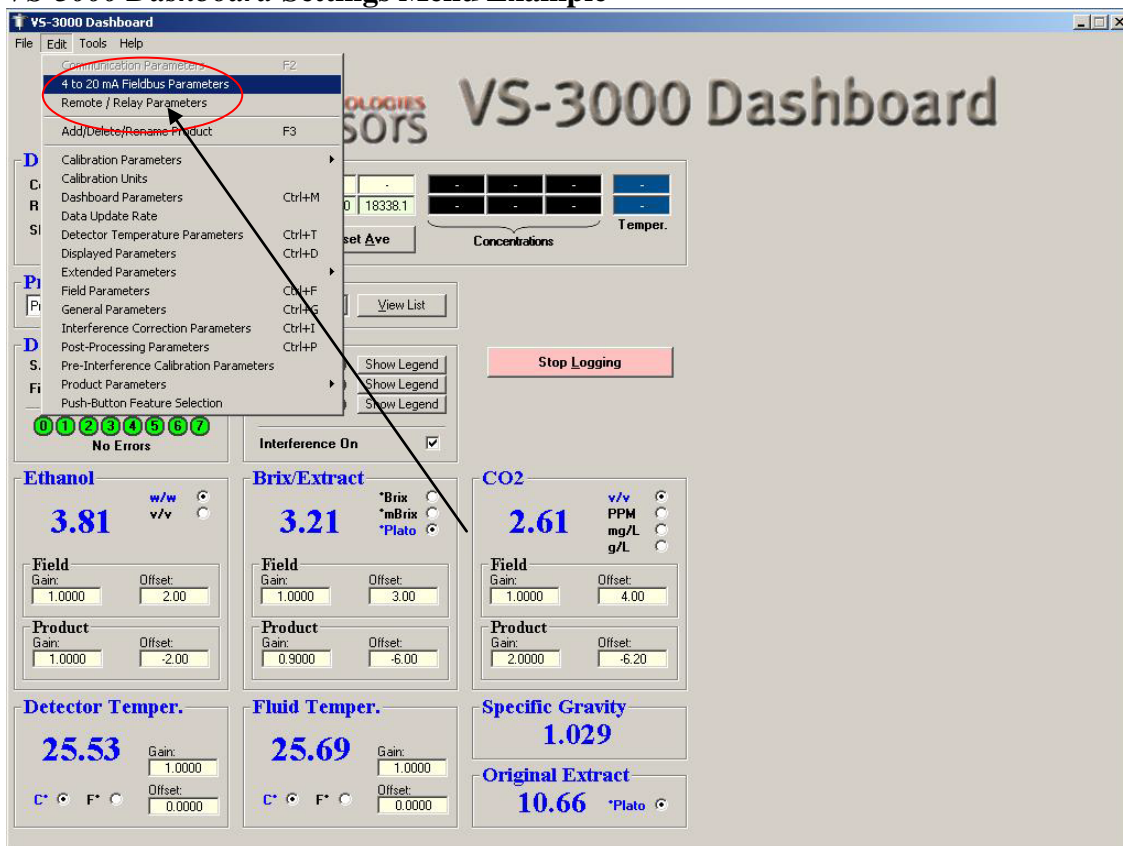 VS-3000 Dashboard Settings Menu Example
VS-3000 Dashboard
File Edit Tools Help
Communication Parameters F2
4 to 20 mA Fieldbus Parameters
Remote / Relay Parameters
Add/Delete/Rename Product F3
Calibration Parameters
Calibration Units
Dashboard Parameters Ctrl+M
Data Update Rate
Detector Temperature Parameters Ctrl+T
Displayed Parameters Ctrl+D
Extended Parameters
Field Parameters Ctrl+F
General Parameters Ctrl+G
Interference Correction Parameters Ctrl+I
Post-Processing Parameters Ctrl+P
Pre-Interference Calibration Parameters
Product Parameters
Push-Button Feature Selection
VS-3000 Dashboard
- - - - -
18338.1 - - - -
Temper.
Concentrations
set Ave
View List
Stop Logging
Show Legend
Show Legend
Show Legend
0 1 2 3 4 5 6 7
No Errors
Interference On
Ethanol
w/w
v/v
3.81
Field
Gain: Offset:
1.0000 2.00
Product
Gain: Offset:
1.0000 -2.00
Brix/Extract
*Brix
*mBrix
*Plato
3.21
Field
Gain: Offset:
1.0000 3.00
Product
Gain: Offset:
0.9000 -6.00
CO2
v/v
PPM
mg/L
g/L
2.61
Field
Gain: Offset:
1.0000 4.00
Product
Gain: Offset:
2.0000 -6.20
Detector Temper.
25.53
Gain:
1.0000
C* F*
Offset:
0.0000
Fluid Temper.
25.69
Gain:
1.0000
C* F*
Offset:
0.0000
Specific Gravity
1.029
Original Extract
10.66 *Plato